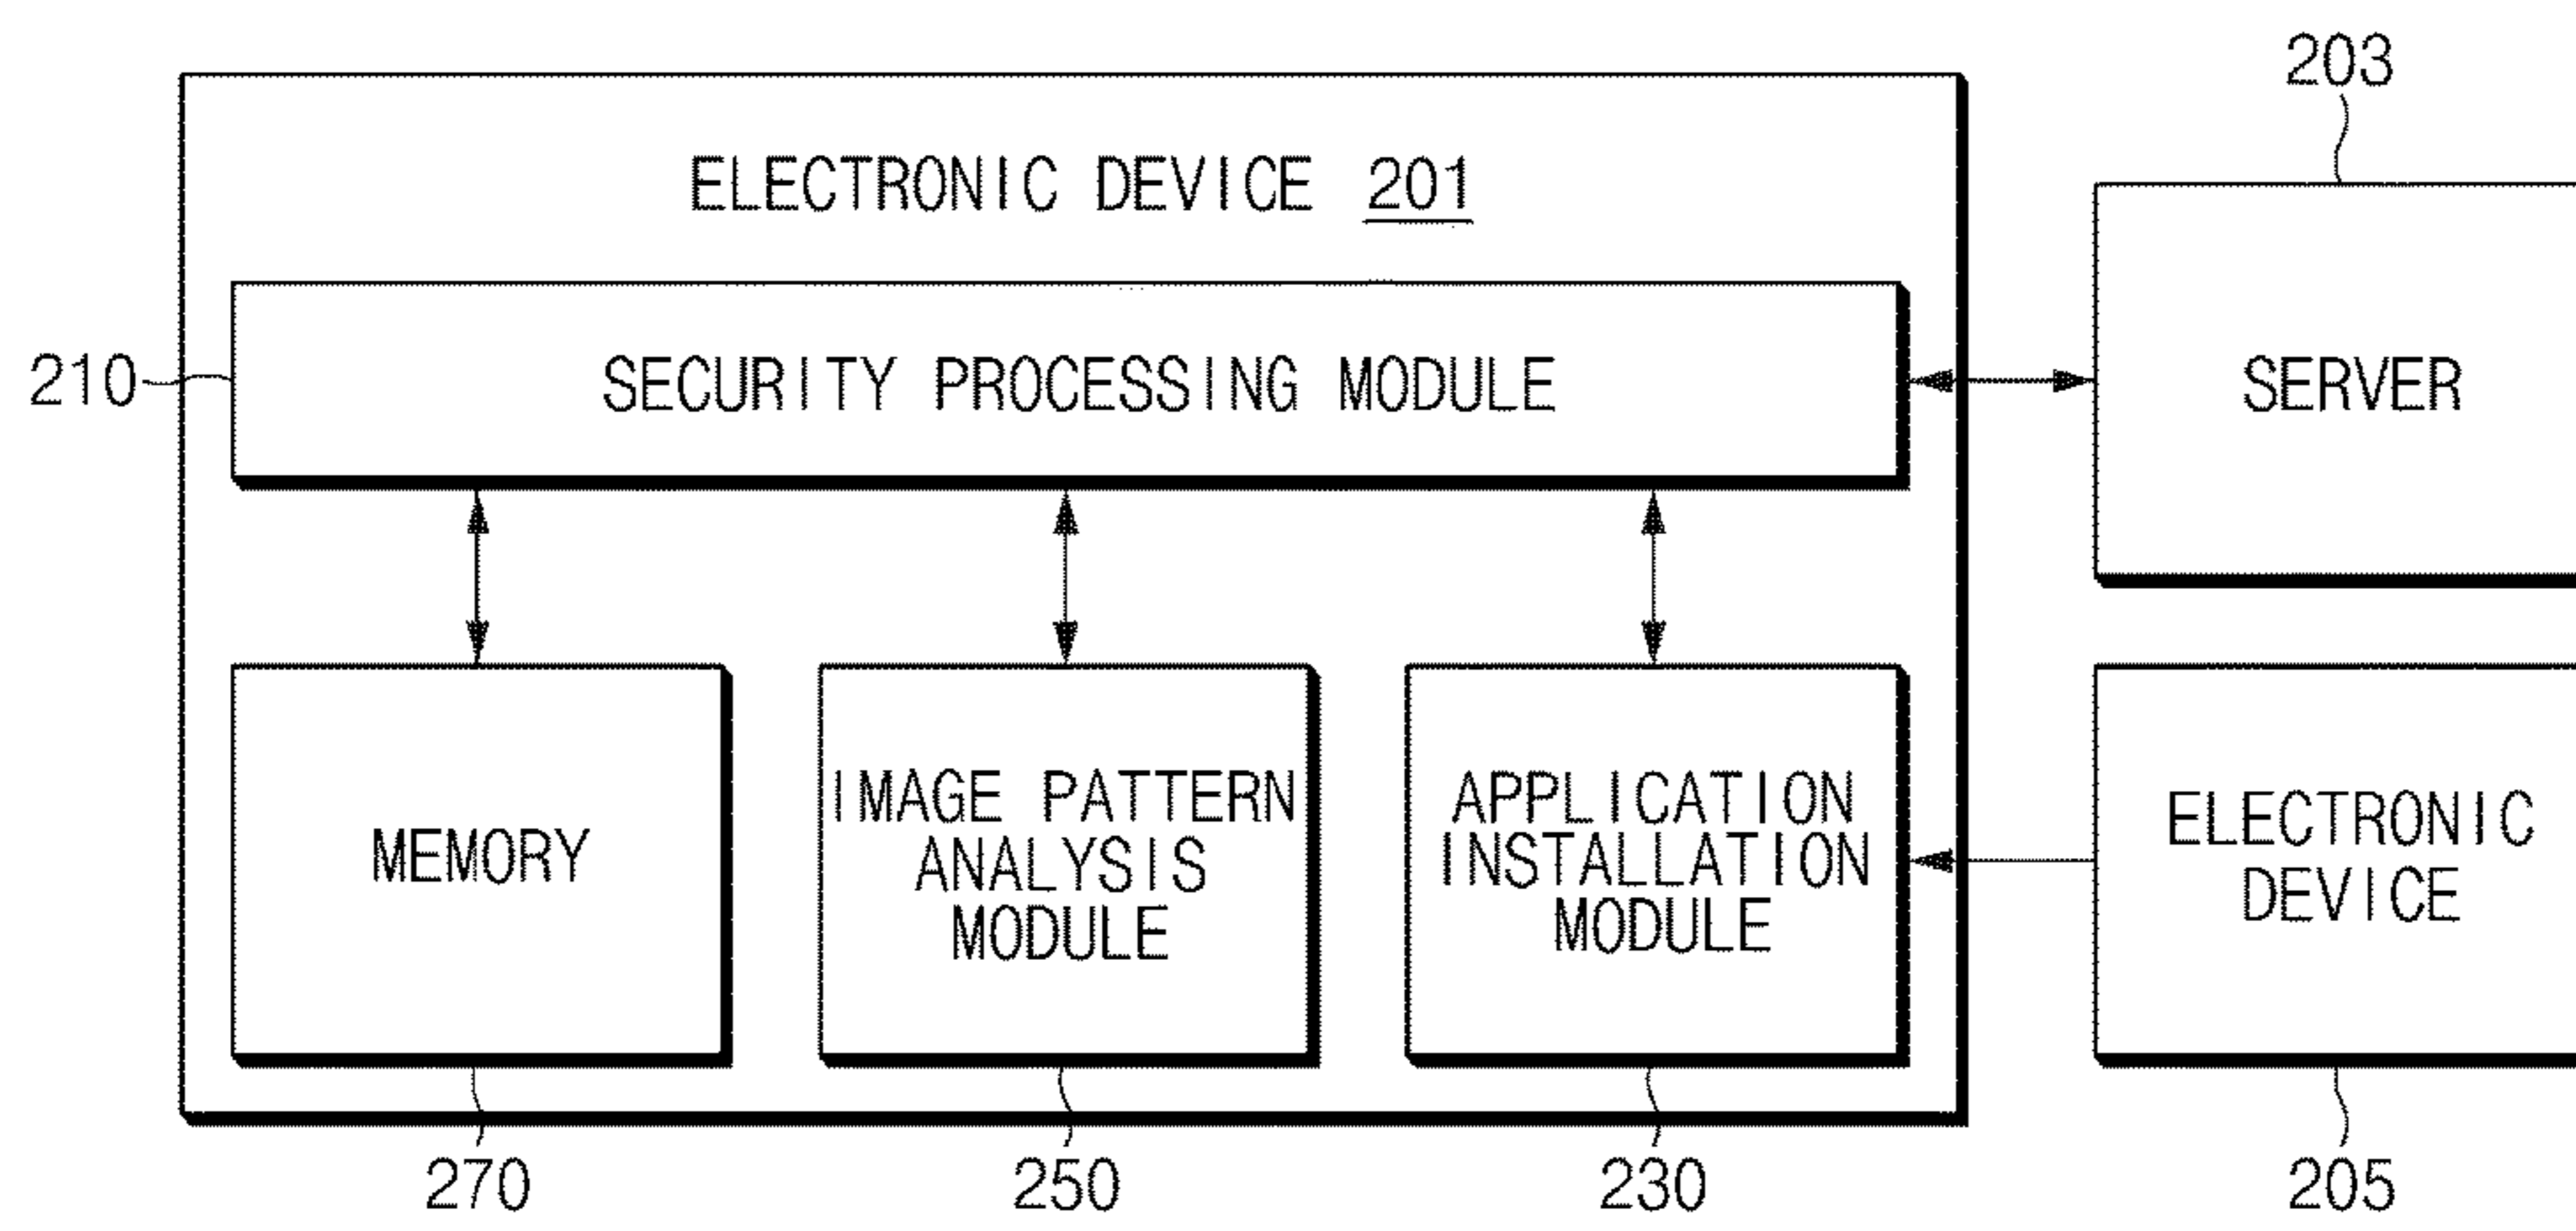 203
ELECTRONIC DEVICE 201
210
SECURITY PROCESSING MODULE
SERVER
MEMORY
IMAGE PATTERN
ANALYSIS
MODULE
APPLICATION
INSTALLATION
MODULE
ELECTRONIC
DEVICE
270
250
230
205